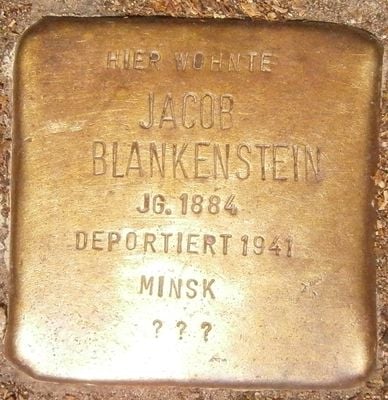 HIER WOHNTE
JACOB
BLANKENSTEIN
JG. 1884
DEPORTIERT 1941
MINSK
? ? ?